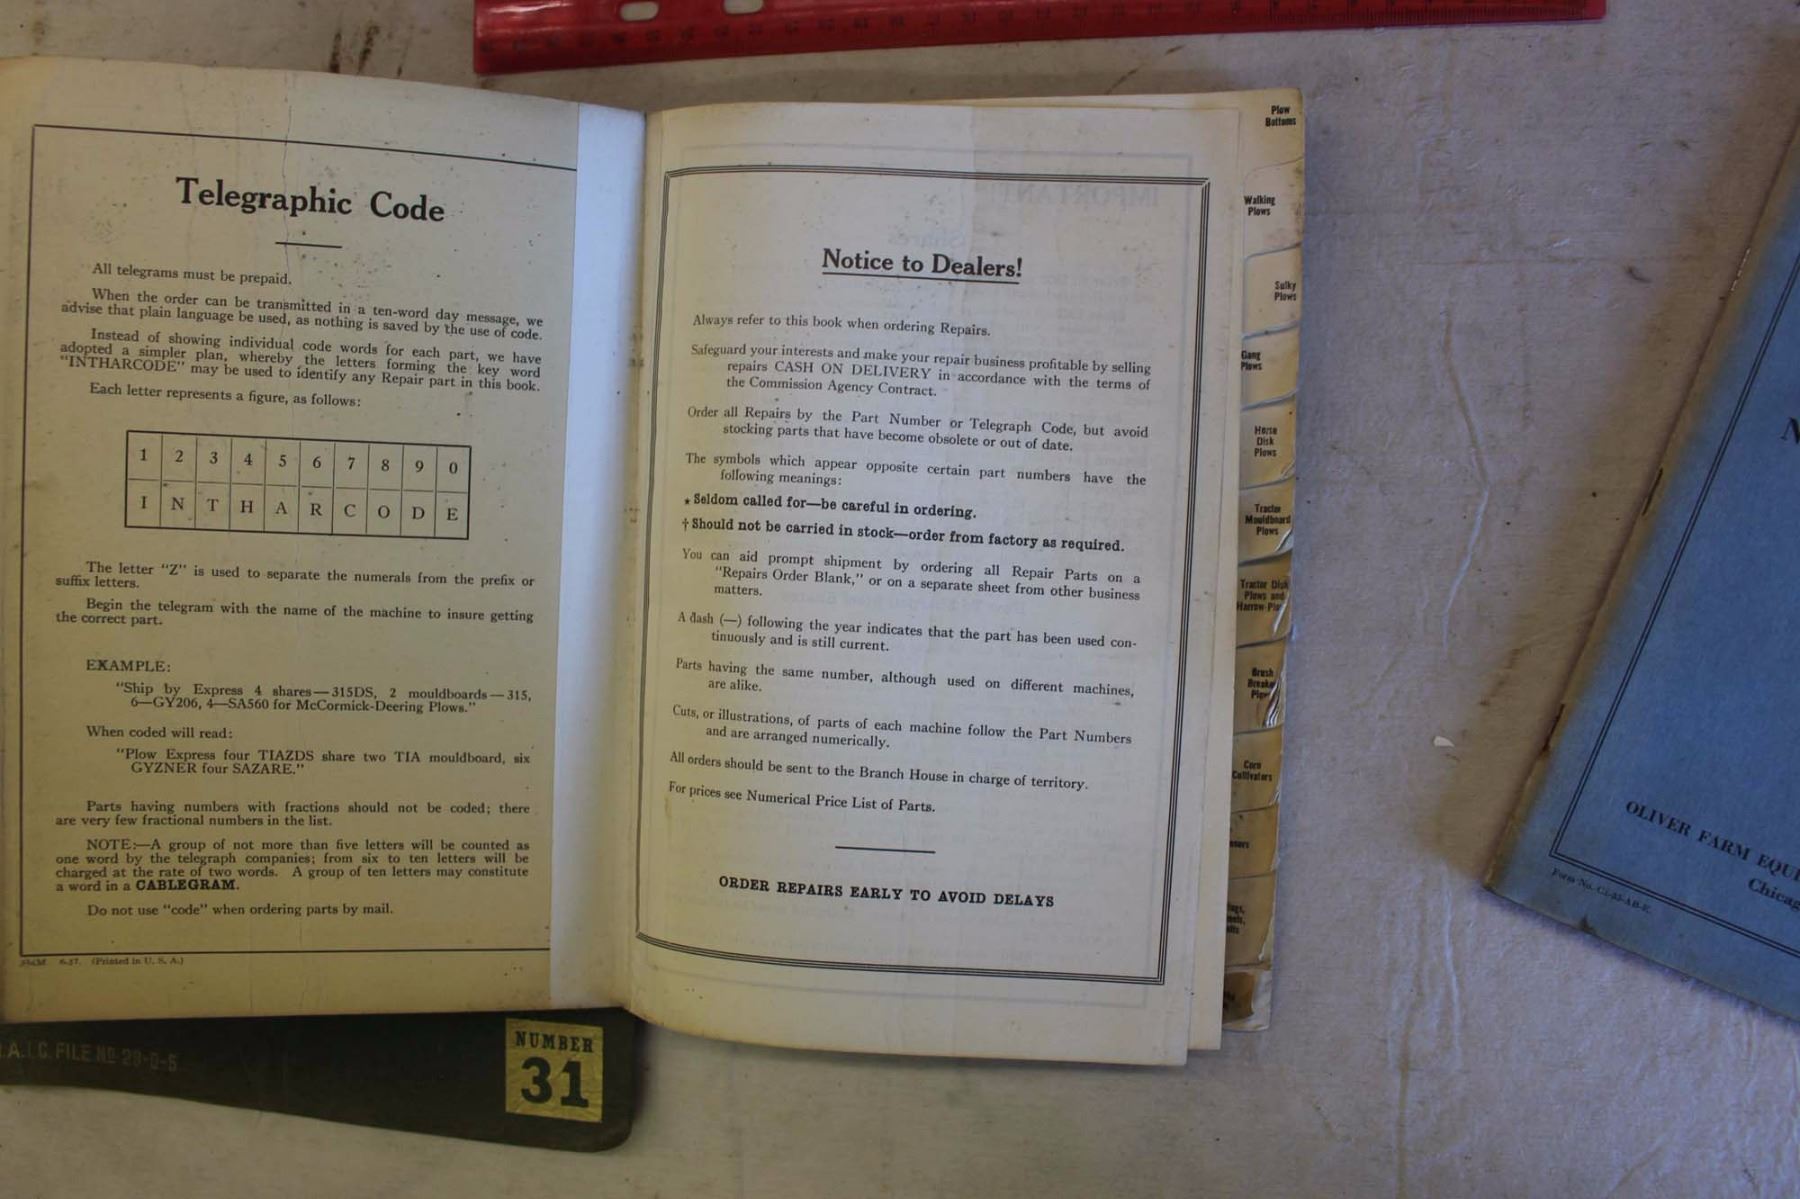 Telegraphic Code
All telegrams must be prepaid.
When the order can be transmitted in a ten-word day message, we
advise that plain language be used, as nothing is saved by the use of code.
Instead of showing individual code words for each part, we have
adopted a simpler plan, whereby the letters forming the key word
"INTHARCODE" may be used to identify any Repair part in this book.
Each letter represents a figure, as follows:
1 2 3 4 5 6 7 8 9 0
I N T H A R C O D E
The letter "Z" is used to separate the numerals from the prefix or
suffix letters.
Begin the telegram with the name of the machine to insure getting
the correct part.
EXAMPLE:
"Ship by Express 4 shares—315DS, 2 mouldboards—315,
6—GY206, 4—SA560 for McCormick-Deering Plows."
When coded will read:
"Plow Express four TIAZDS share two TIA mouldboard, six
GYZNER four SAZARE."
Parts having numbers with fractions should not be coded; there
are very few fractional numbers in the list.
NOTE:—A group of not more than five letters will be counted as
one word by the telegraph companies; from six to ten letters will be
charged at the rate of two words. A group of ten letters may constitute
a word in a CABLEGRAM.
Do not use "code" when ordering parts by mail.
6-37. (Printed in U. S. A.)
Notice to Dealers!
Always refer to this book when ordering Repairs.
Safeguard your interests and make your repair business profitable by selling
repairs CASH ON DELIVERY in accordance with the terms of
the Commission Agency Contract.
Order all Repairs by the Part Number or Telegraph Code, but avoid
stocking parts that have become obsolete or out of date.
The symbols which appear opposite certain part numbers have the
following meanings:
★ Seldom called for—be careful in ordering.
† Should not be carried in stock—order from factory as required.
You can aid prompt shipment by ordering all Repair Parts on a
"Repairs Order Blank," or on a separate sheet from other business
matters.
A dash (—) following the year indicates that the part has been used con-
tinuously and is still current.
Parts having the same number, although used on different machines,
are alike.
Cuts, or illustrations, of parts of each machine follow the Part Numbers
and are arranged numerically.
All orders should be sent to the Branch House in charge of territory.
For prices see Numerical Price List of Parts.
ORDER REPAIRS EARLY TO AVOID DELAYS
Plow
Bottoms
Walking
Plows
Sulky
Plows
Gang
Plows
Horse
Disk
Plows
Tractor
Mouldboard
Plows
Tractor Disk
Plows and
Harrow-Plo
Brush
Breaker
Plow
Corn
Cultivators
FILE No 29-D-5
NUMBER
31
OLIVER FARM EQUI
Chicag
Form No.